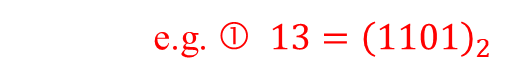 e.g. ① 13 = (1101)₂